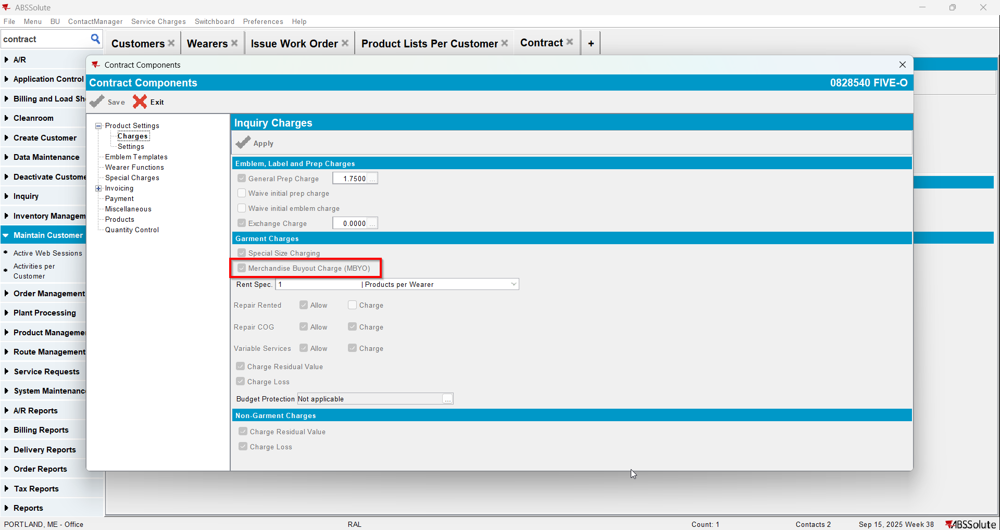 ABSSolute
File Menu BU ContactManager Service Charges Switchboard Preferences Help
contract
Customers Wearers Issue Work Order Product Lists Per Customer Contract +
A/R
Application Control
Billing and Load Sh
Cleanroom
Create Customer
Data Maintenance
Deactivate Custome
Inquiry
Inventory Managem
Maintain Customer
Active Web Sessions
Activities per
Customer
Order Management
Plant Processing
Product Manageme
Route Management
Service Requests
System Maintenanc
A/R Reports
Billing Reports
Delivery Reports
Order Reports
Tax Reports
Reports
Contract Components
Contract Components 0828540 FIVE-O
Save Exit
Product Settings
Charges
Settings
Emblem Templates
Wearer Functions
Special Charges
Invoicing
Payment
Miscellaneous
Products
Quantity Control
Inquiry Charges
Apply
Emblem, Label and Prep Charges
General Prep Charge 1.7500 ...
Waive initial prep charge
Waive initial emblem charge
Exchange Charge 0.0000 ...
Garment Charges
Special Size Charging
Merchandise Buyout Charge (MBYO)
Rent Spec. 1 | Products per Wearer
Repair Rented Allow Charge
Repair COG Allow Charge
Variable Services Allow Charge
Charge Residual Value
Charge Loss
Budget Protection Not applicable ...
Non-Garment Charges
Charge Residual Value
Charge Loss
PORTLAND, ME - Office RAL Count: 1 Contacts 2 Sep 15, 2025 Week 38 ABSSolute